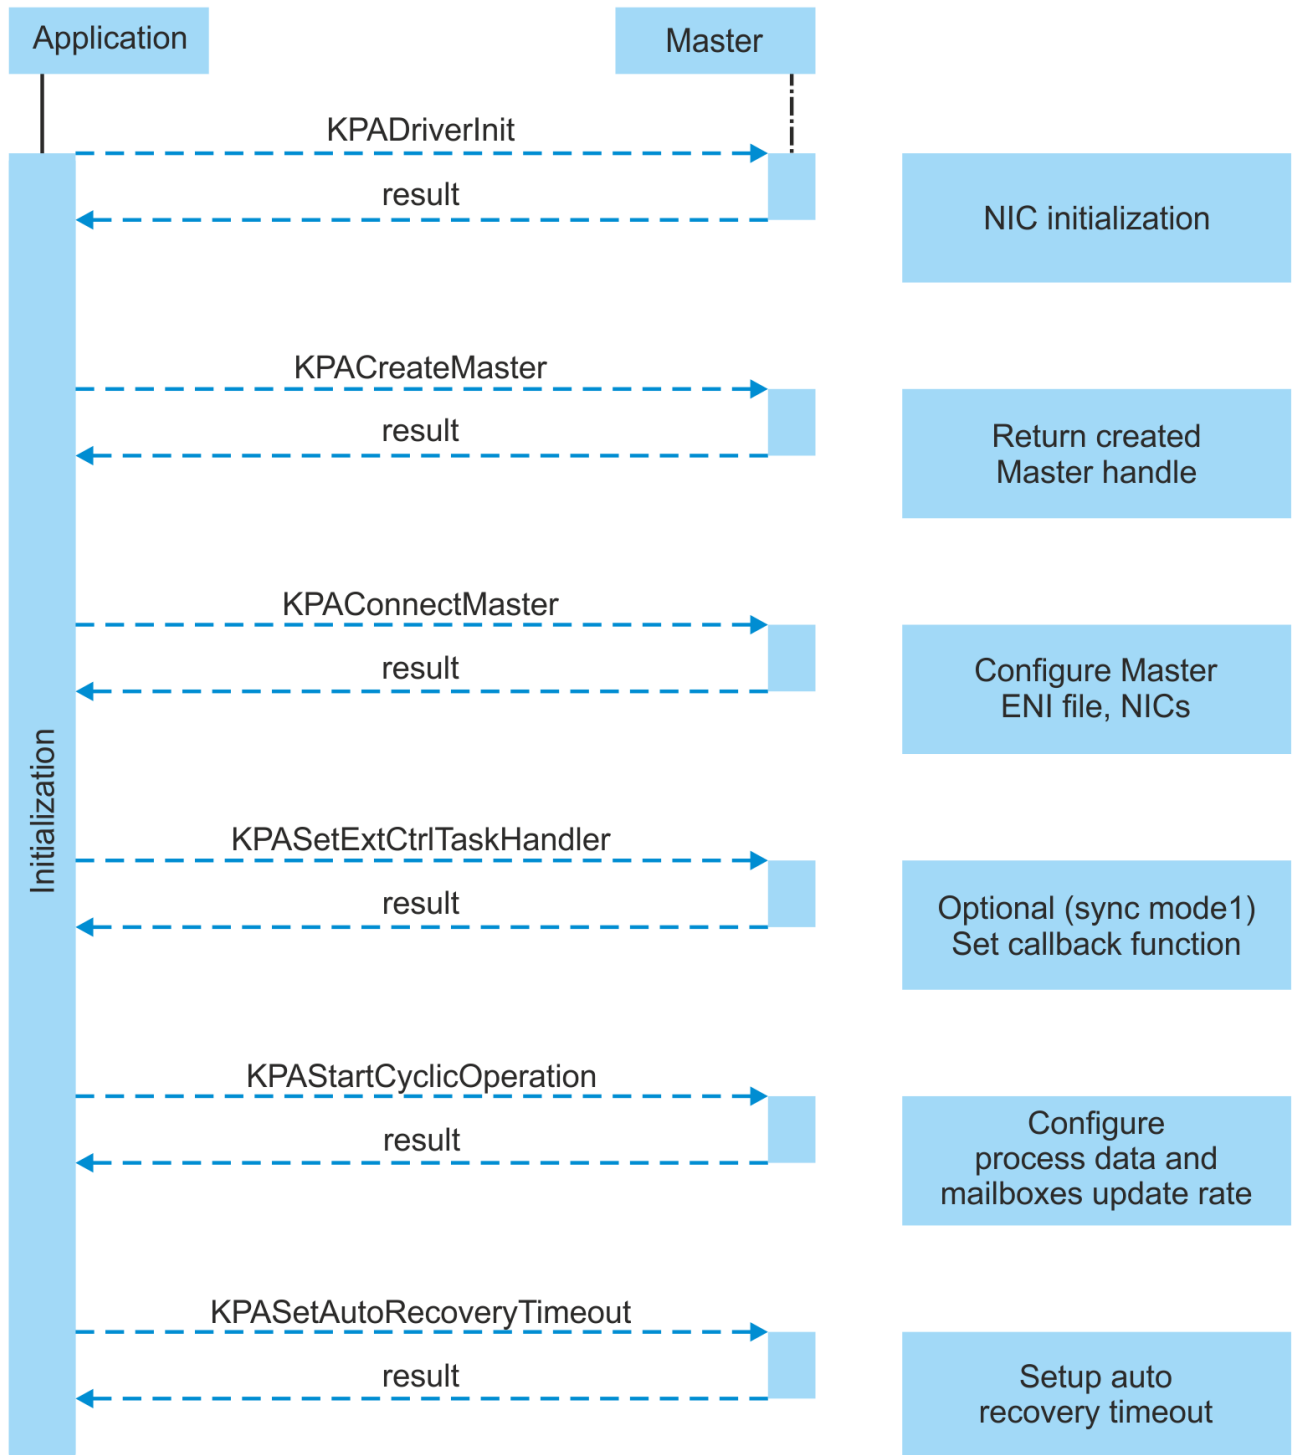 Application
Master
KPADriverInit
result
NIC initialization
KPACreateMaster
result
Return created
Master handle
KPAConnectMaster
result
Configure Master
ENI file, NICs
Initialization
KPASetExtCtrlTaskHandler
result
Optional (sync mode1)
Set callback function
KPAStartCyclicOperation
result
Configure
process data and
mailboxes update rate
KPASetAutoRecoveryTimeout
result
Setup auto
recovery timeout